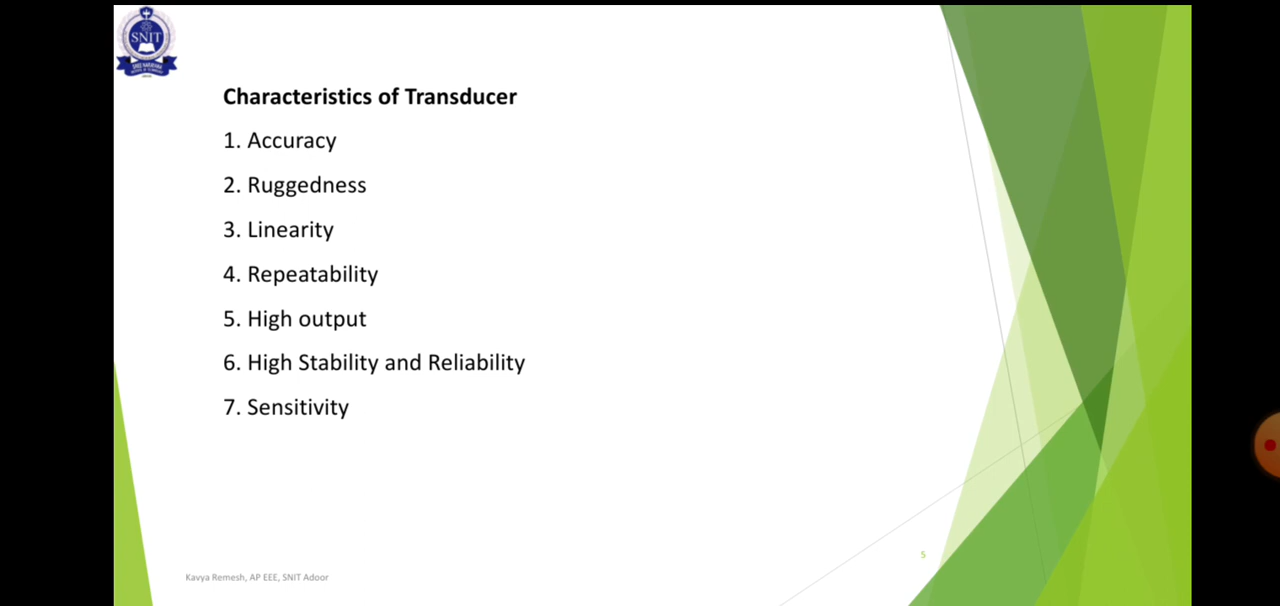 SNIT
Characteristics of Transducer
1. Accuracy
2. Ruggedness
3. Linearity
4. Repeatability
5. High output
6. High Stability and Reliability
7. Sensitivity
5
Kavya Remesh, AP EEE, SNIT Adoor